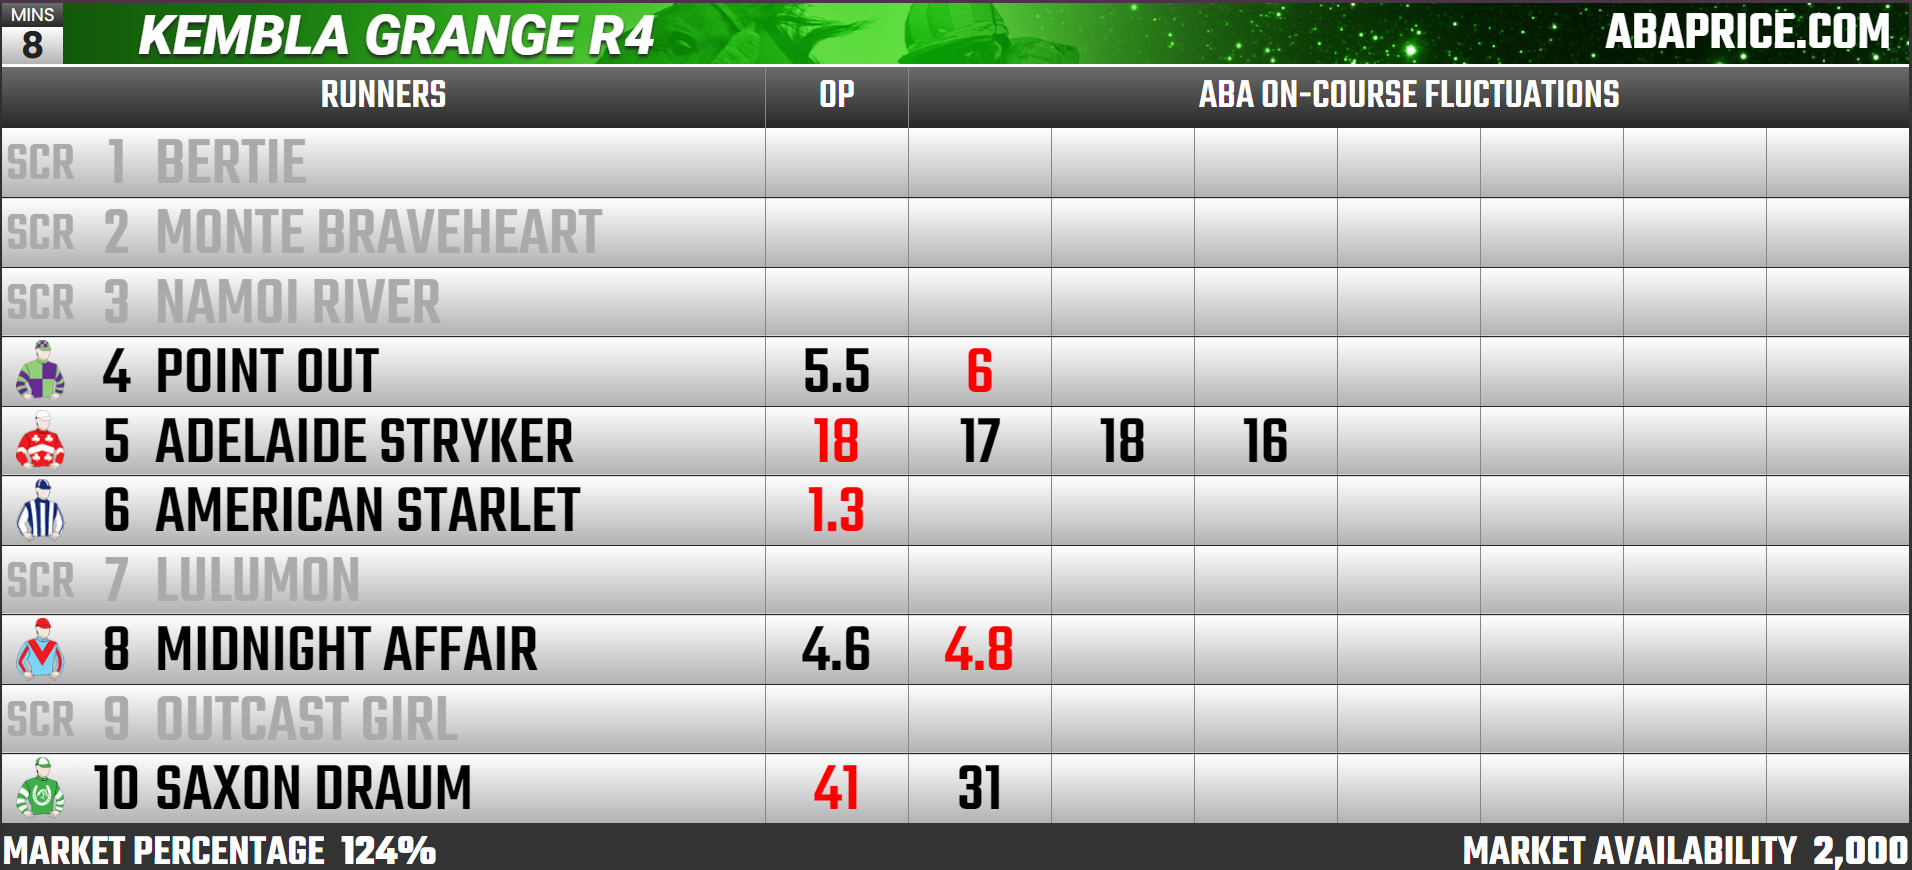 MINS
8
KEMBLA GRANGE R4
ABAPRICE.COM
RUNNERS OP ABA ON-COURSE FLUCTUATIONS
SCR 1 BERTIE
SCR 2 MONTE BRAVEHEART
SCR 3 NAMOI RIVER
4 POINT OUT 5.5 6
5 ADELAIDE STRYKER 18 17 18 16
6 AMERICAN STARLET 1.3
SCR 7 LULUMON
8 MIDNIGHT AFFAIR 4.6 4.8
SCR 9 OUTCAST GIRL
10 SAXON DRAUM 41 31
MARKET PERCENTAGE 124% MARKET AVAILABILITY 2,000